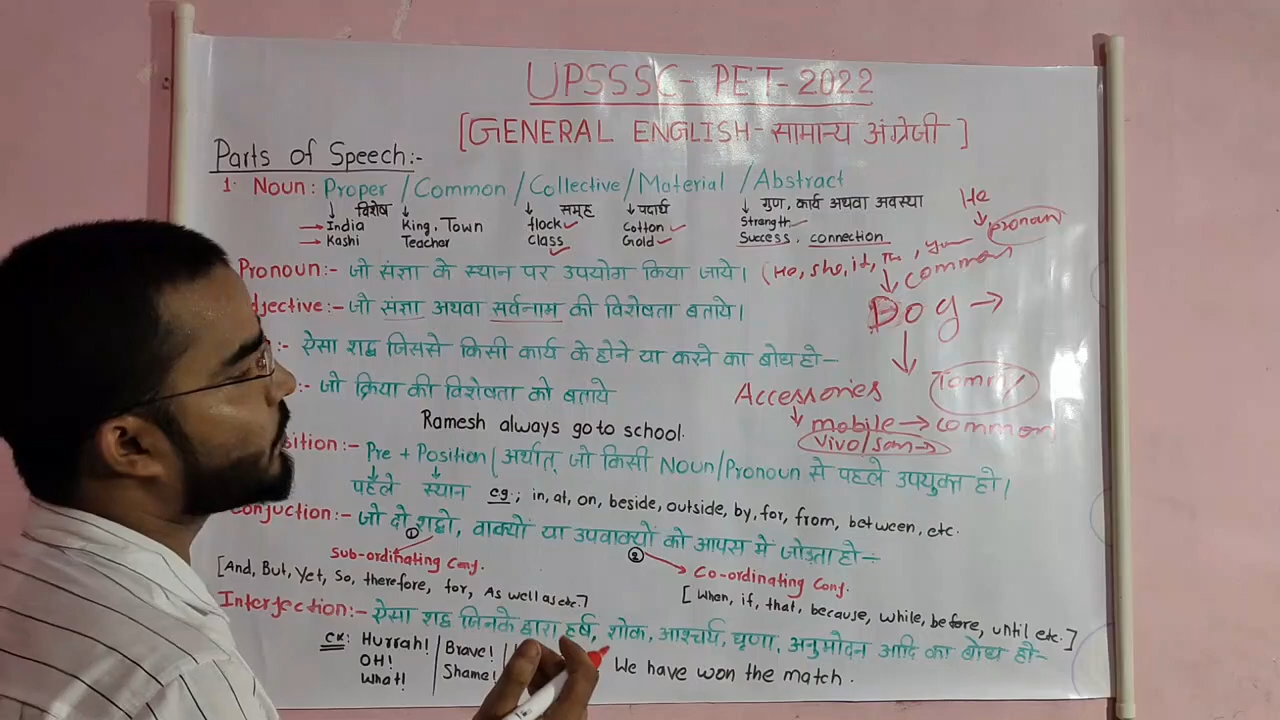 UPSSSC- PET- 2022
[GENERAL ENGLISH - सामान्य अंग्रेजी ]
Parts of Speech:-
1. Noun: Proper / Common / Collective / Material / Abstract
विशेष समूह पदार्थ गुण, कार्य अथवा अवस्था
India King, Town flock Cotton Strength
Kashi Teacher Class Gold Success, connection
He
pronoun
Pronoun:- जो संज्ञा के स्थान पर उपयोग किया जाये। (He, she, it, you
common
Dog
djective:- जो संज्ञा अथवा सर्वनाम की विशेषता बताये।
:- ऐसा शब्द जिससे किसी कार्य के होने या करने का बोध हो-
Tommy
:- जो क्रिया की विशेषता को बताये
Accessories
mobile → common
Vivo/Sam →
Ramesh always go to school.
sition:- Pre + Position / अर्थात् जो किसी Noun/Pronoun से पहले उपयुक्त हो।
पहले स्थान eg; in, at, on, beside, outside, by, for, from, between, etc.
Conjuction:- जो दो शब्दो, वाक्यों या उपवाक्यों को आपस में जोड़ता हो÷
① Sub-ordinating Conj.
② Co-ordinating Conj.
[And, But, Yet, So, therefore, for, As well as etc.]
[ When, if, that, because, while, before, until etc. ]
Interjection:- ऐसा शब्द जिनके द्वारा हर्ष, शोक, आश्चर्य, घृणा, अनुमोदन आदि का बोध हो-
ex: Hurrah! Brave!
OH! Shame!
What!
We have won the match.